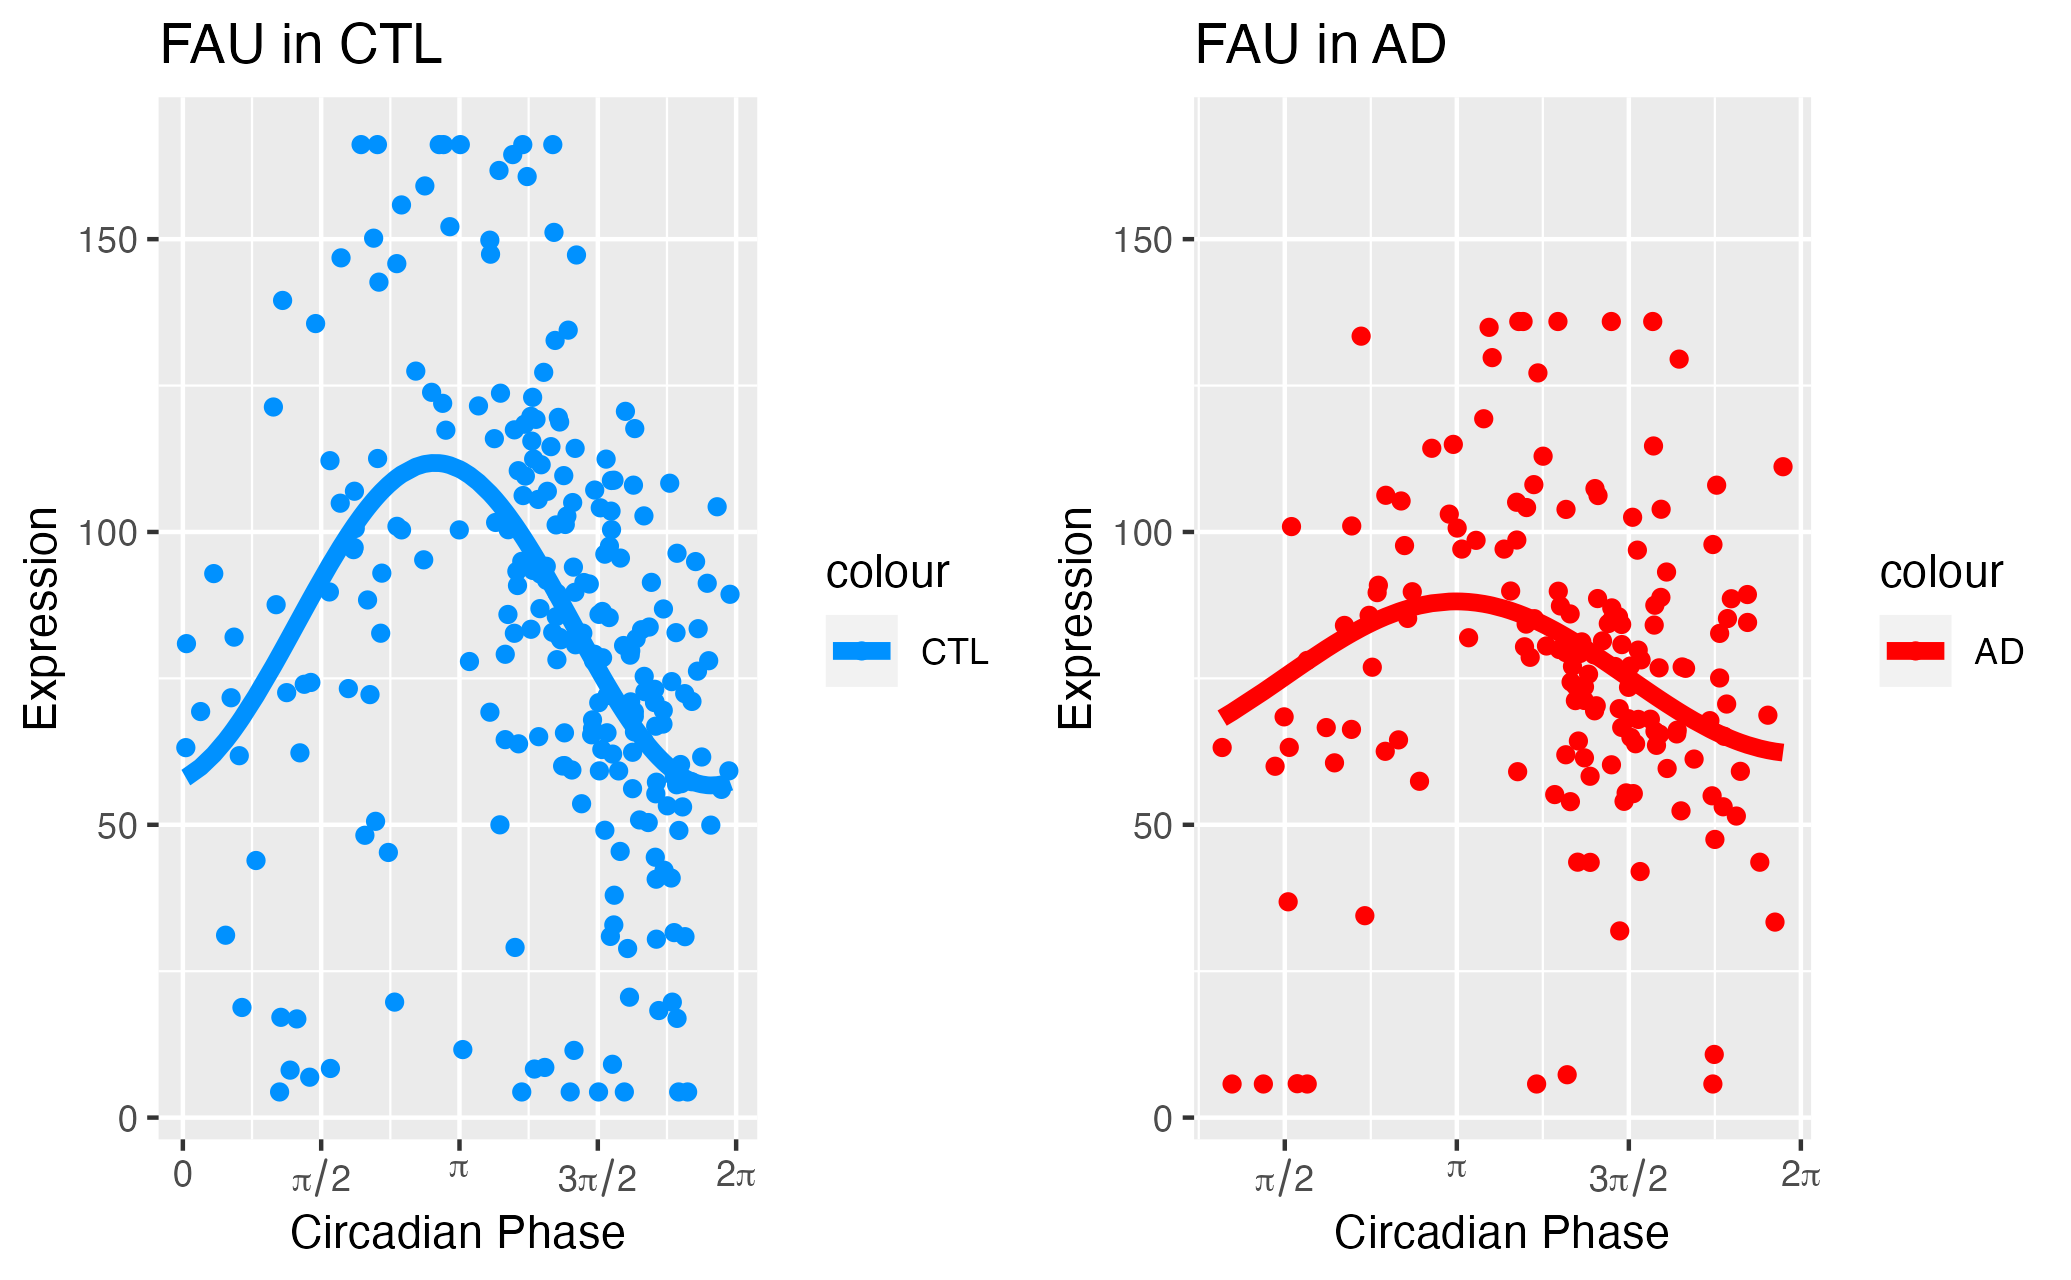 FAU in CTL
Expression
150
100
50
0
0 π/2 π 3π/2 2π
Circadian Phase
colour
CTL
FAU in AD
Expression
150
100
50
0
π/2 π 3π/2 2π
Circadian Phase
colour
AD